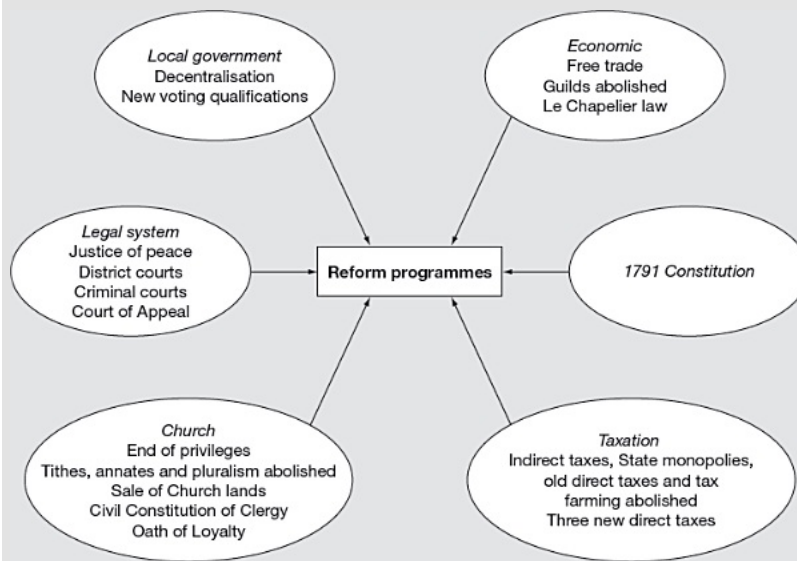 Local government
Decentralisation
New voting qualifications
Economic
Free trade
Guilds abolished
Le Chapelier law
Legal system
Justice of peace
District courts
Criminal courts
Court of Appeal
Reform programmes
1791 Constitution
Church
End of privileges
Tithes, annates and pluralism abolished
Sale of Church lands
Civil Constitution of Clergy
Oath of Loyalty
Taxation
Indirect taxes, State monopolies,
old direct taxes and tax
farming abolished
Three new direct taxes